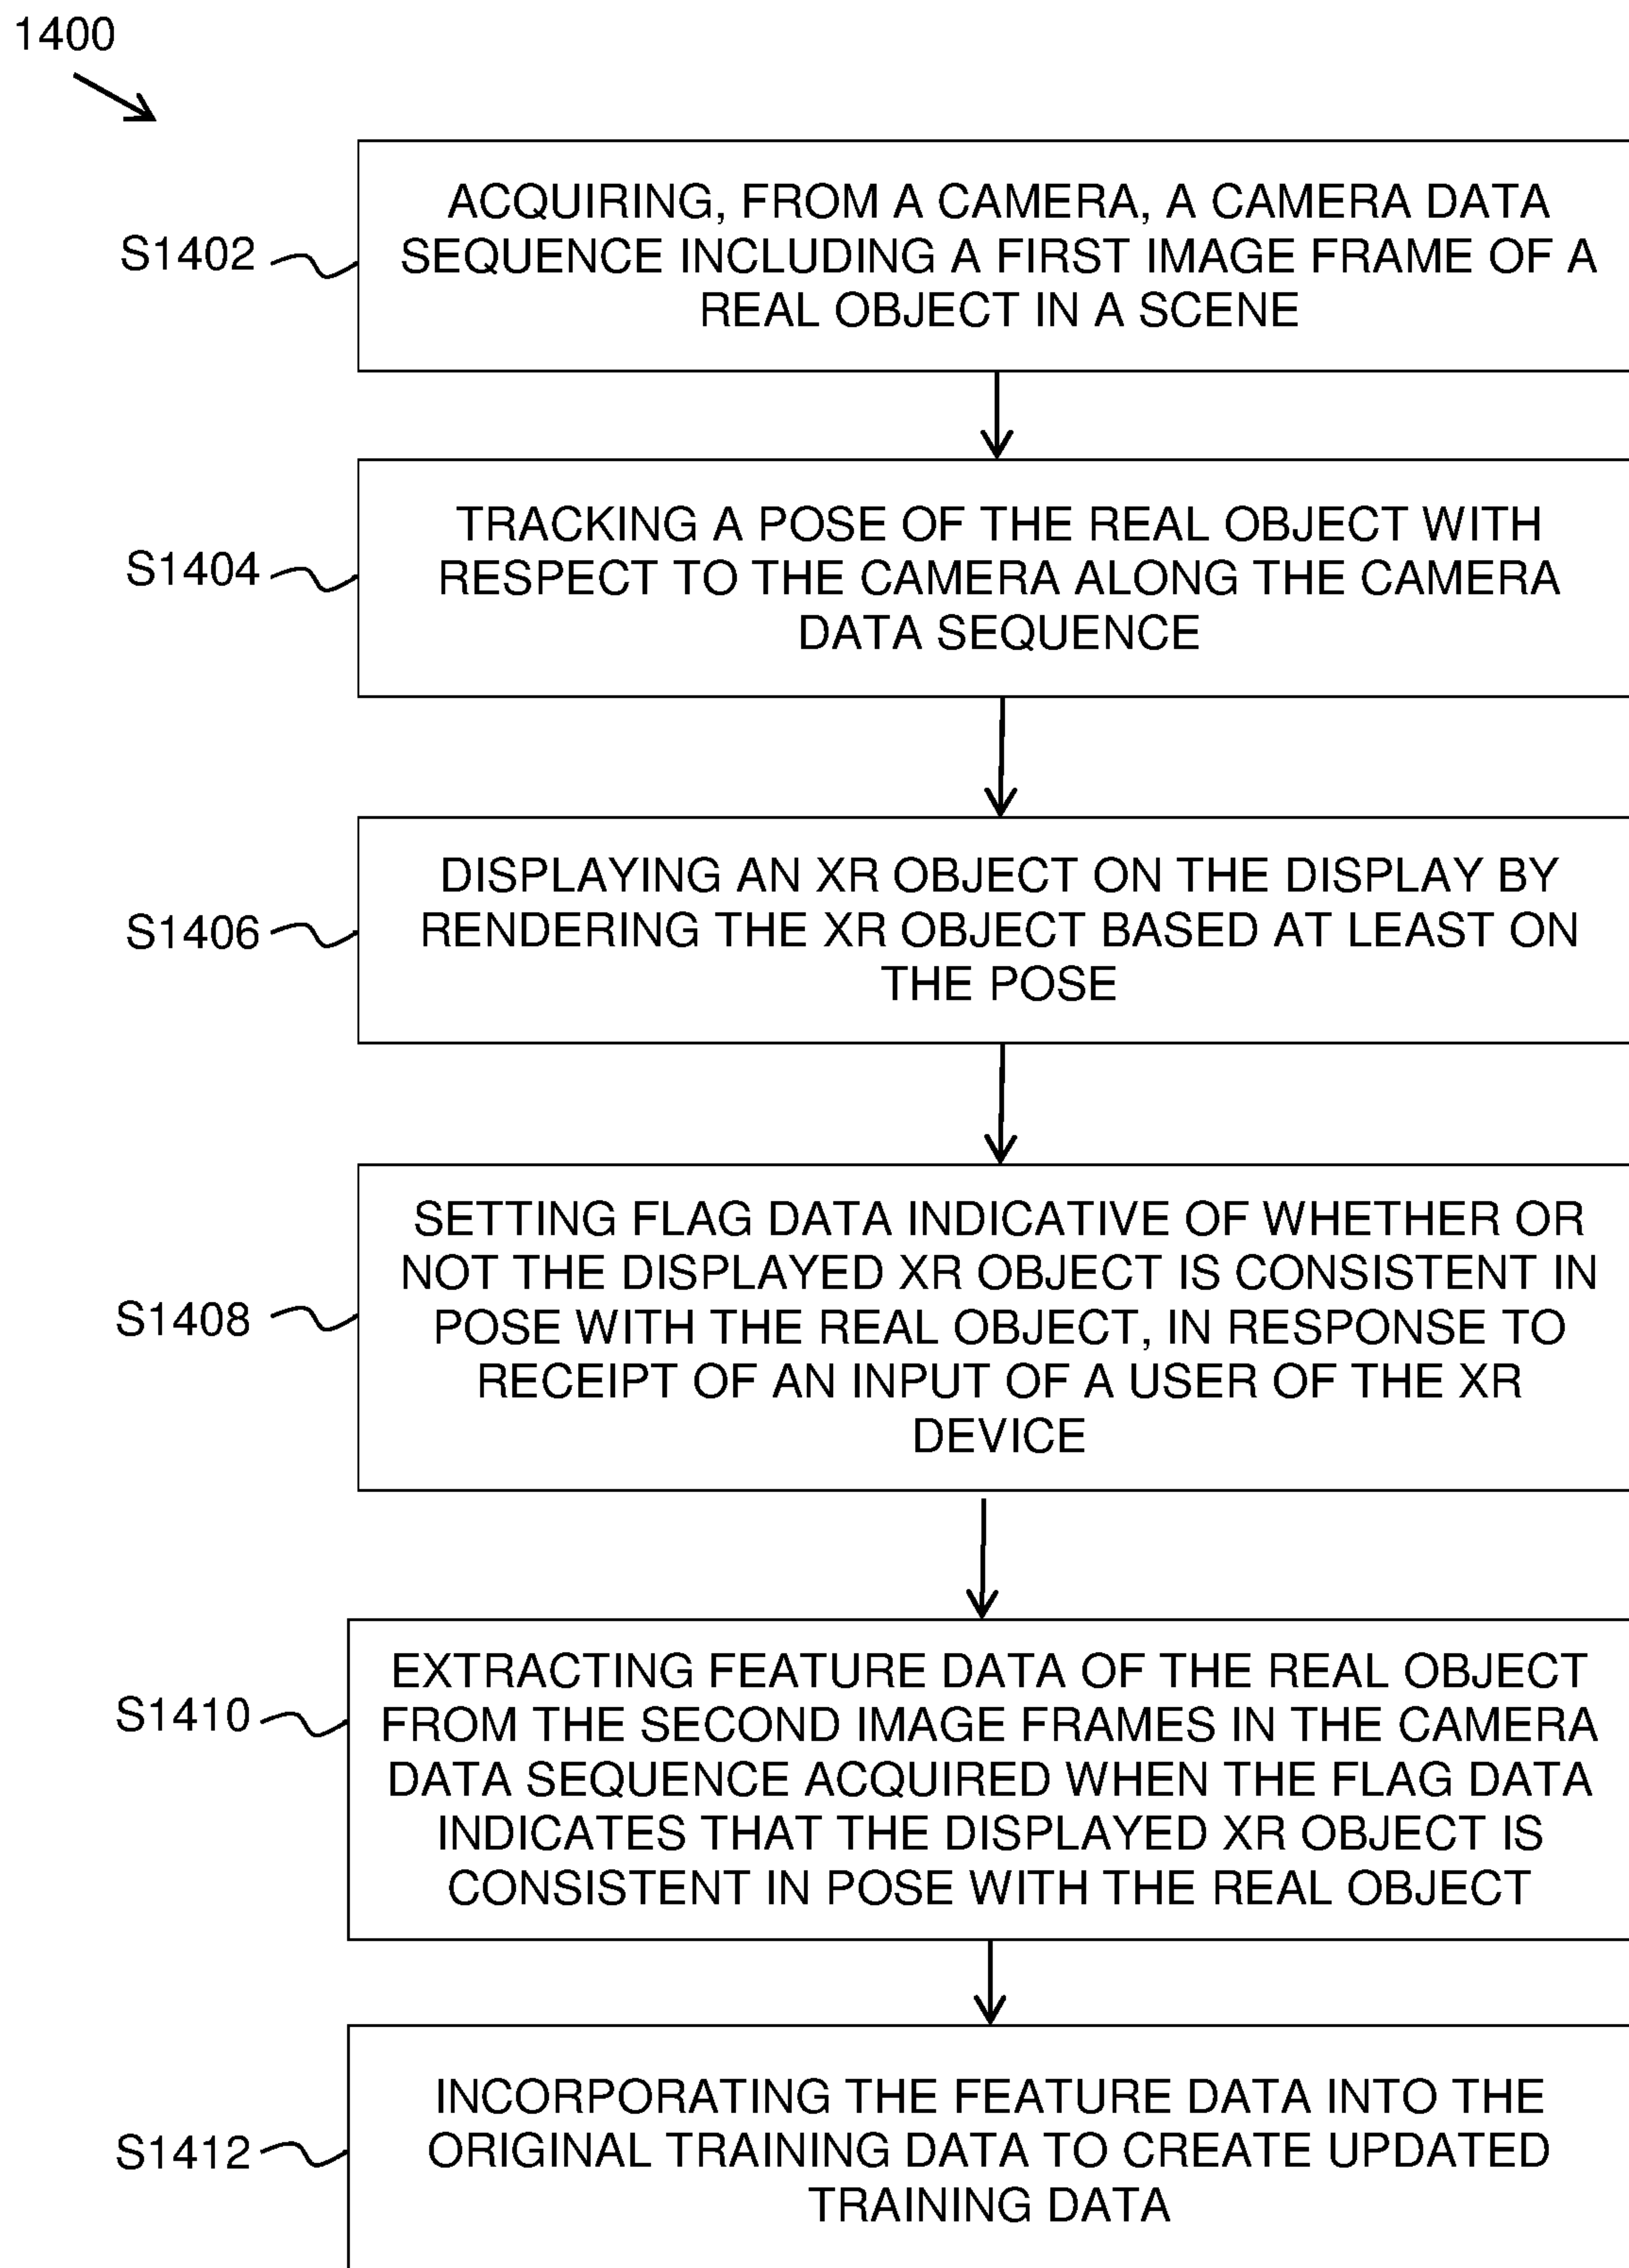 1400
S1402
ACQUIRING, FROM A CAMERA, A CAMERA DATA
SEQUENCE INCLUDING A FIRST IMAGE FRAME OF A
REAL OBJECT IN A SCENE
S1404
TRACKING A POSE OF THE REAL OBJECT WITH
RESPECT TO THE CAMERA ALONG THE CAMERA
DATA SEQUENCE
S1406
DISPLAYING AN XR OBJECT ON THE DISPLAY BY
RENDERING THE XR OBJECT BASED AT LEAST ON
THE POSE
S1408
SETTING FLAG DATA INDICATIVE OF WHETHER OR
NOT THE DISPLAYED XR OBJECT IS CONSISTENT IN
POSE WITH THE REAL OBJECT, IN RESPONSE TO
RECEIPT OF AN INPUT OF A USER OF THE XR
DEVICE
S1410
EXTRACTING FEATURE DATA OF THE REAL OBJECT
FROM THE SECOND IMAGE FRAMES IN THE CAMERA
DATA SEQUENCE ACQUIRED WHEN THE FLAG DATA
INDICATES THAT THE DISPLAYED XR OBJECT IS
CONSISTENT IN POSE WITH THE REAL OBJECT
S1412
INCORPORATING THE FEATURE DATA INTO THE
ORIGINAL TRAINING DATA TO CREATE UPDATED
TRAINING DATA